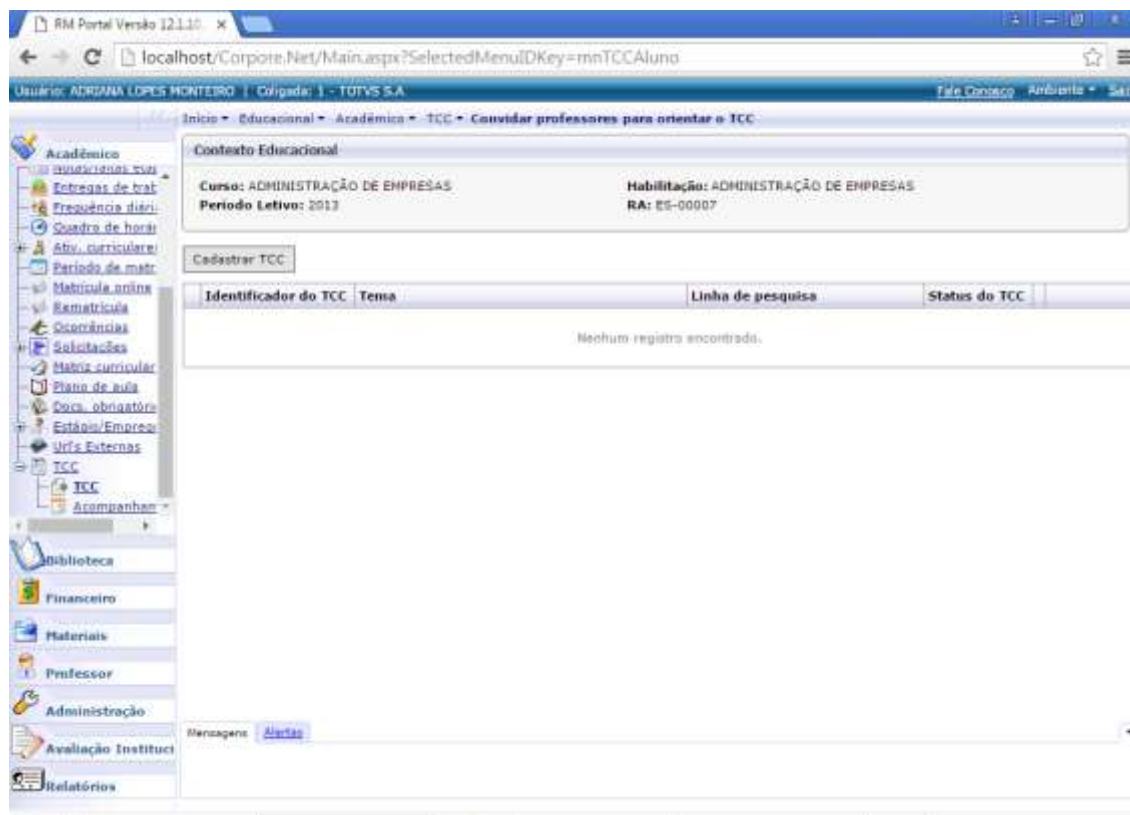 RM Portal Versão 12.1.10.
localhost/Corpore.Net/Main.aspx?SelectedMenuIDKey=mnTCCAluno
Usuário: ADRIANA LOPES MONTEIRO | Coligada: 1 - TOTVS S.A
Fale Conosco Ambiente Sair
Início Educacional Acadêmico TCC Convidar professores para orientar o TCC
Acadêmico
Entregas de trab
Frequência diári
Quadro de horár
Ativ. curriculare
Período de matr
Matrícula online
Rematrícula
Ocorrências
Solicitações
Matriz curricular
Plano de aula
Docs. obrigatóri
Estágio/Empreg
Url's Externas
TCC
TCC
Acompanham
Biblioteca
Financeiro
Materiais
Professor
Administração
Avaliação Instituci
Relatórios
Contexto Educacional
Curso: ADMINISTRAÇÃO DE EMPRESAS
Habilitação: ADMINISTRAÇÃO DE EMPRESAS
Período Letivo: 2013
RA: ES-00007
Cadastrar TCC
Identificador do TCC Tema Linha de pesquisa Status do TCC
Nenhum registro encontrado.
Mensagens Alertas